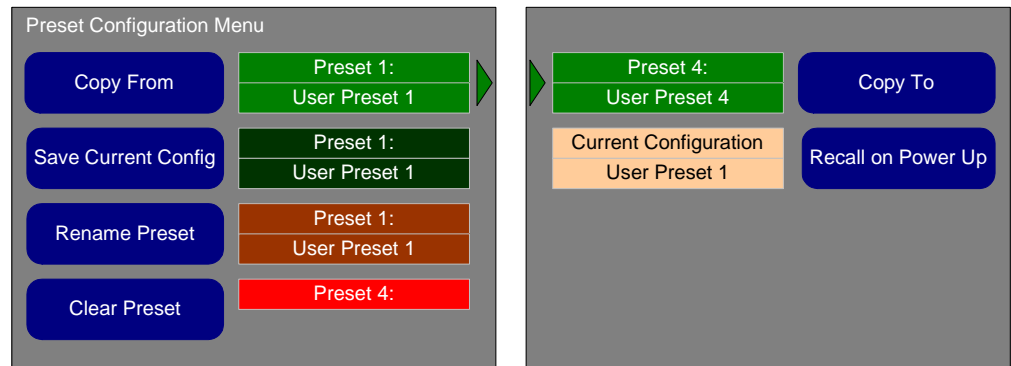 Preset Configuration Menu
Copy From
Preset 1:
User Preset 1
Save Current Config
Preset 1:
User Preset 1
Rename Preset
Preset 1:
User Preset 1
Clear Preset
Preset 4:
Preset 4:
User Preset 4
Copy To
Current Configuration
User Preset 1
Recall on Power Up